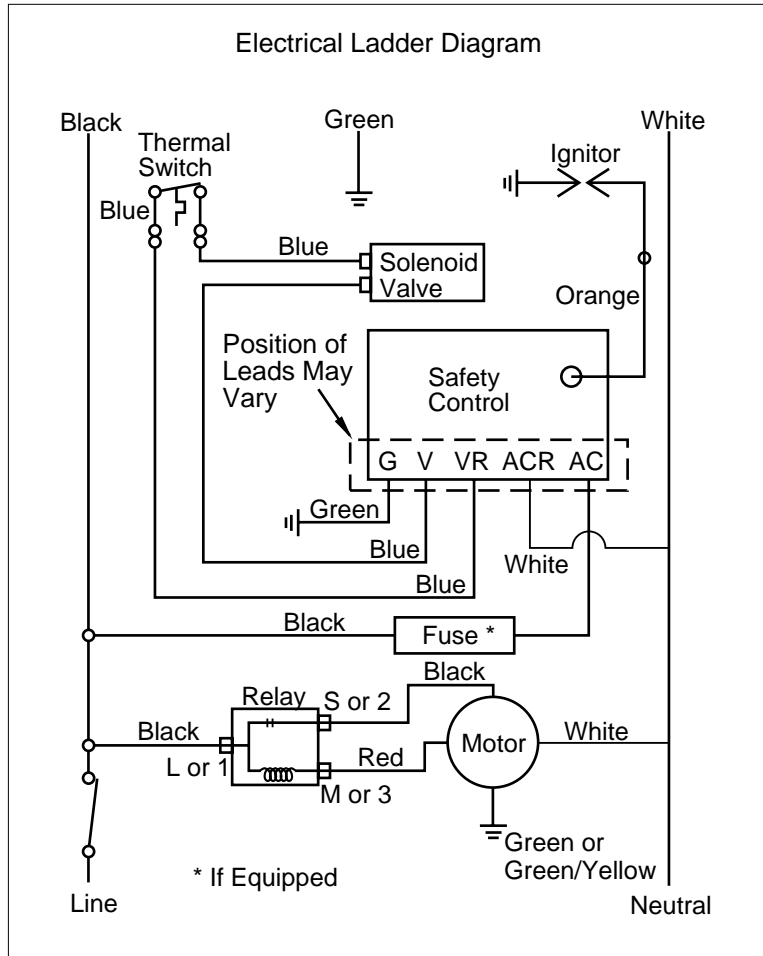 Electrical Ladder Diagram
Black
Green
White
Thermal
Switch
Ignitor
Blue
Blue
Solenoid
Valve
Orange
Position of
Leads May
Vary
Safety
Control
G V VR ACR AC
Green
Blue
White
Blue
Black
Fuse *
Black
Relay
S or 2
Black
L or 1
Red
Motor
White
M or 3
Green or
Green/Yellow
* If Equipped
Line
Neutral